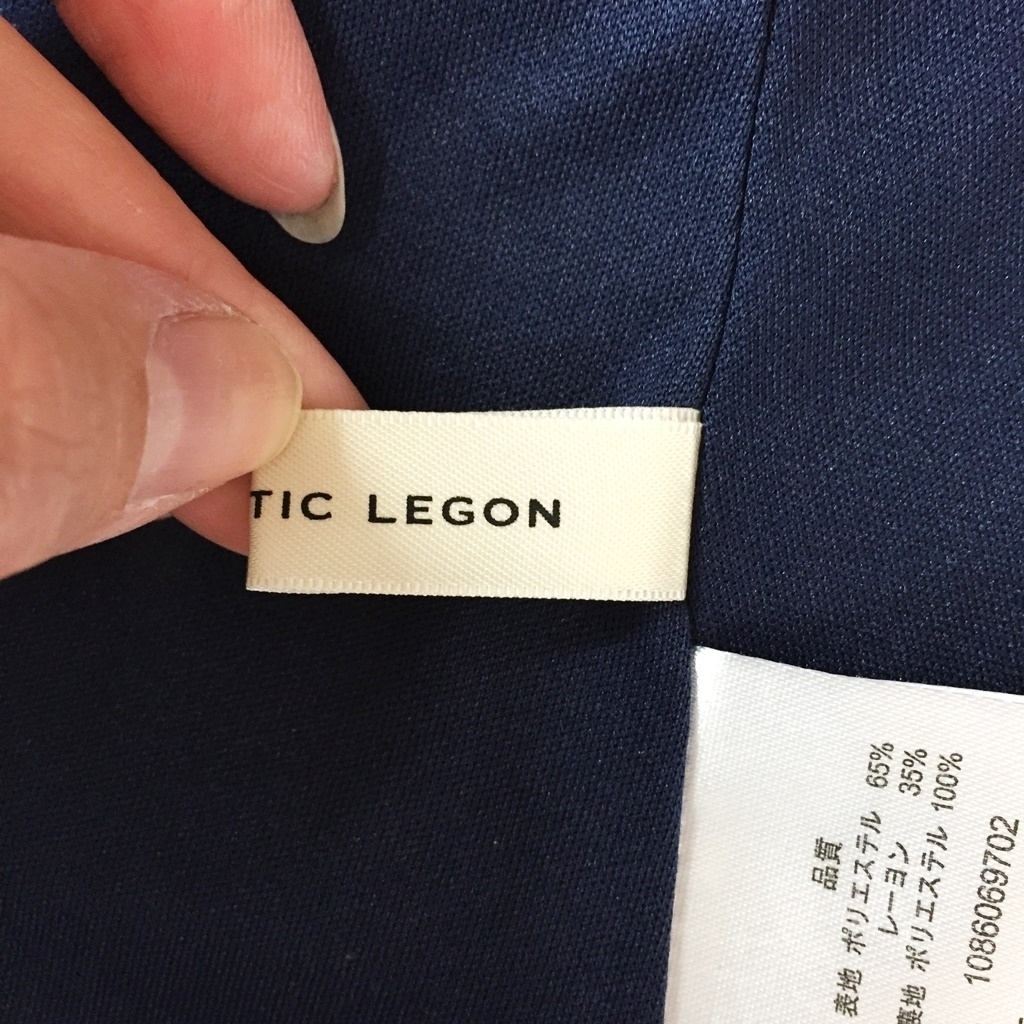 TIC LEGON
品質
表地 ポリエステル 65%
レーヨン 35%
裏地 ポリエステル 100%
1086069702